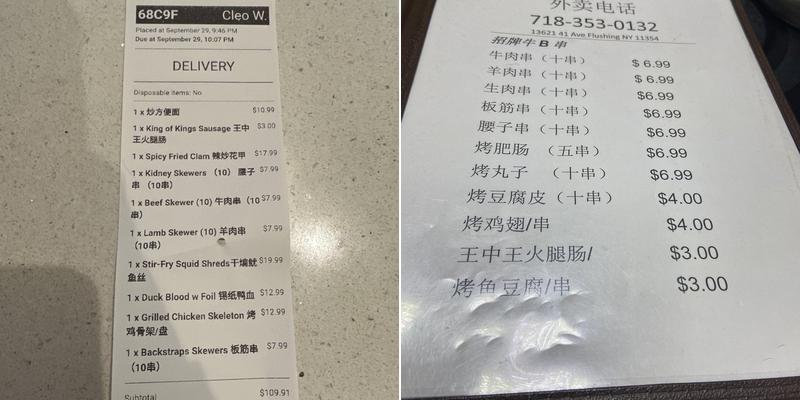 68C9F Cleo W.
Placed at September 29, 9:46 PM
Due at September 29, 10:07 PM
DELIVERY
Disposable items: No
1 x 炒方便面 $10.99
1 x King of Kings Sausage 王中 $3.00
王火腿肠
1 x Spicy Fried Clam 辣炒花甲 $17.99
1 x Kidney Skewers （10） 腰子 $7.99
串 （10串）
1 x Beef Skewer (10) 牛肉串（10 $7.99
串）
1 x Lamb Skewer (10) 羊肉串 $7.99
（10串）
1 x Stir-Fry Squid Shreds干煸鱿 $19.99
鱼丝
1 x Duck Blood w Foil 锡纸鸭血 $12.99
1 x Grilled Chicken Skeleton 烤 $12.99
鸡骨架/盘
1 x Backstraps Skewers 板筋串 $7.99
（10串）
Subtotal $109.91
外卖电话
718-353-0132
13621 41 Ave Flushing NY 11354
招牌牛B串
牛肉串（十串） $ 6.99
羊肉串（十串） $ 6.99
生肉串（十串） $6.99
板筋串（十串） $6.99
腰子串（十串） $6.99
烤肥肠 （五串） $6.99
烤丸子 （十串） $6.99
烤豆腐皮（十串） $4.00
烤鸡翅/串 $4.00
王中王火腿肠/ $3.00
烤鱼豆腐/串 $3.00